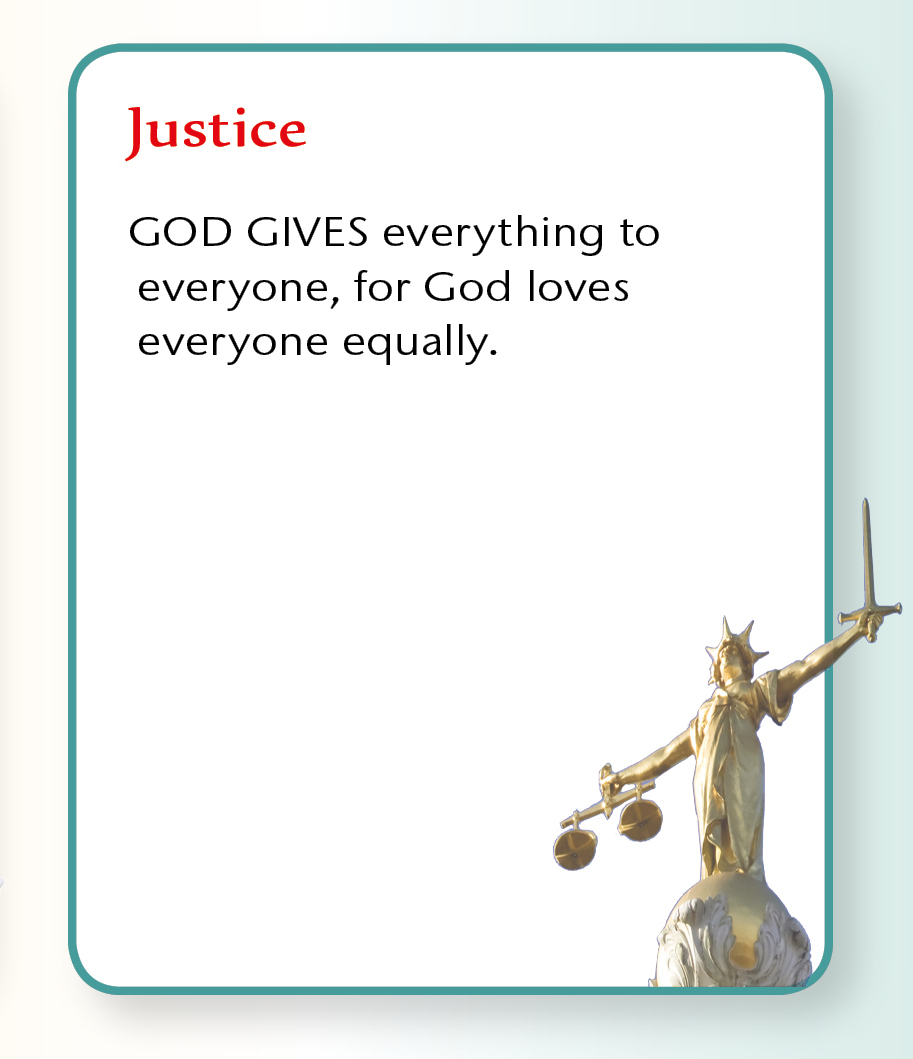 Justice
GOD GIVES everything to
everyone, for God loves
everyone equally.